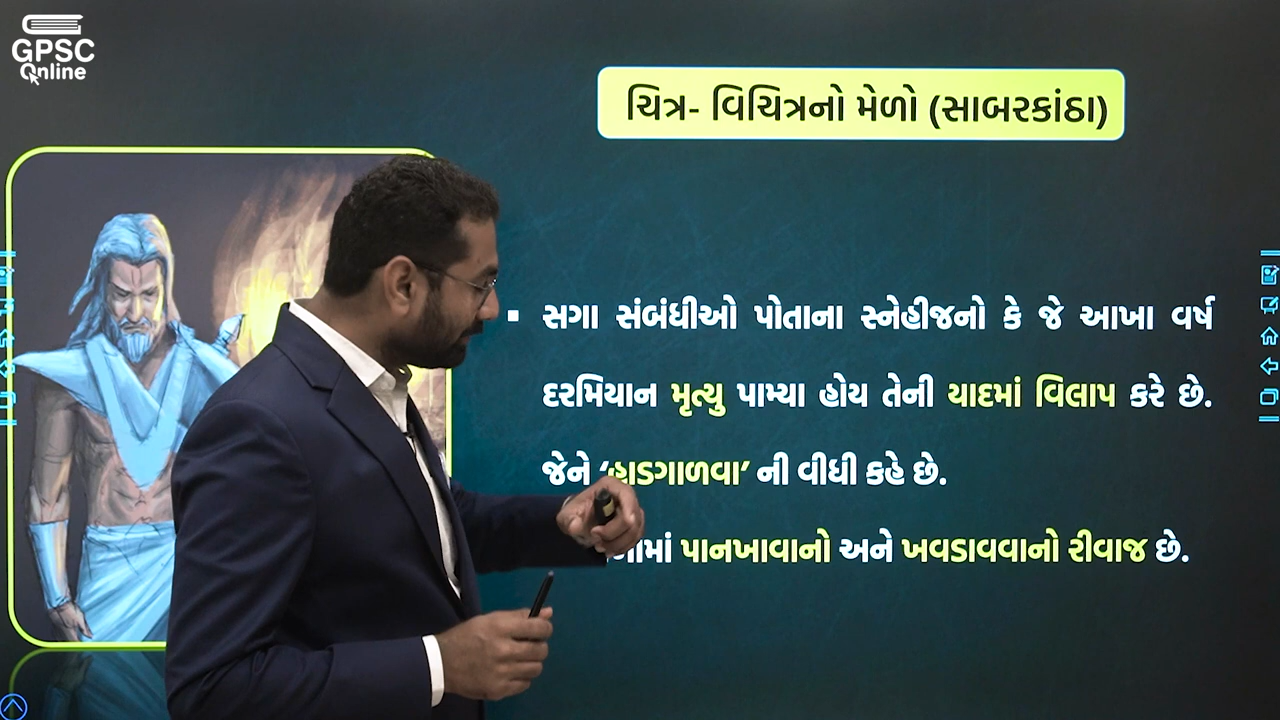 GPSC
Online
ચિત્ર- વિચિત્રનો મેળો (સાબરકાંઠા)
▪ સગા સંબંધીઓ પોતાના સ્નેહીજનો કે જે આખા વર્ષ
દરમિયાન મૃત્યુ પામ્યા હોય તેની યાદમાં વિલાપ કરે છે.
જેને ‘હાડગાળવા’ ની વીધી કહે છે.
પાનખાવાનો અને ખવડાવવાનો રીવાજ છે.